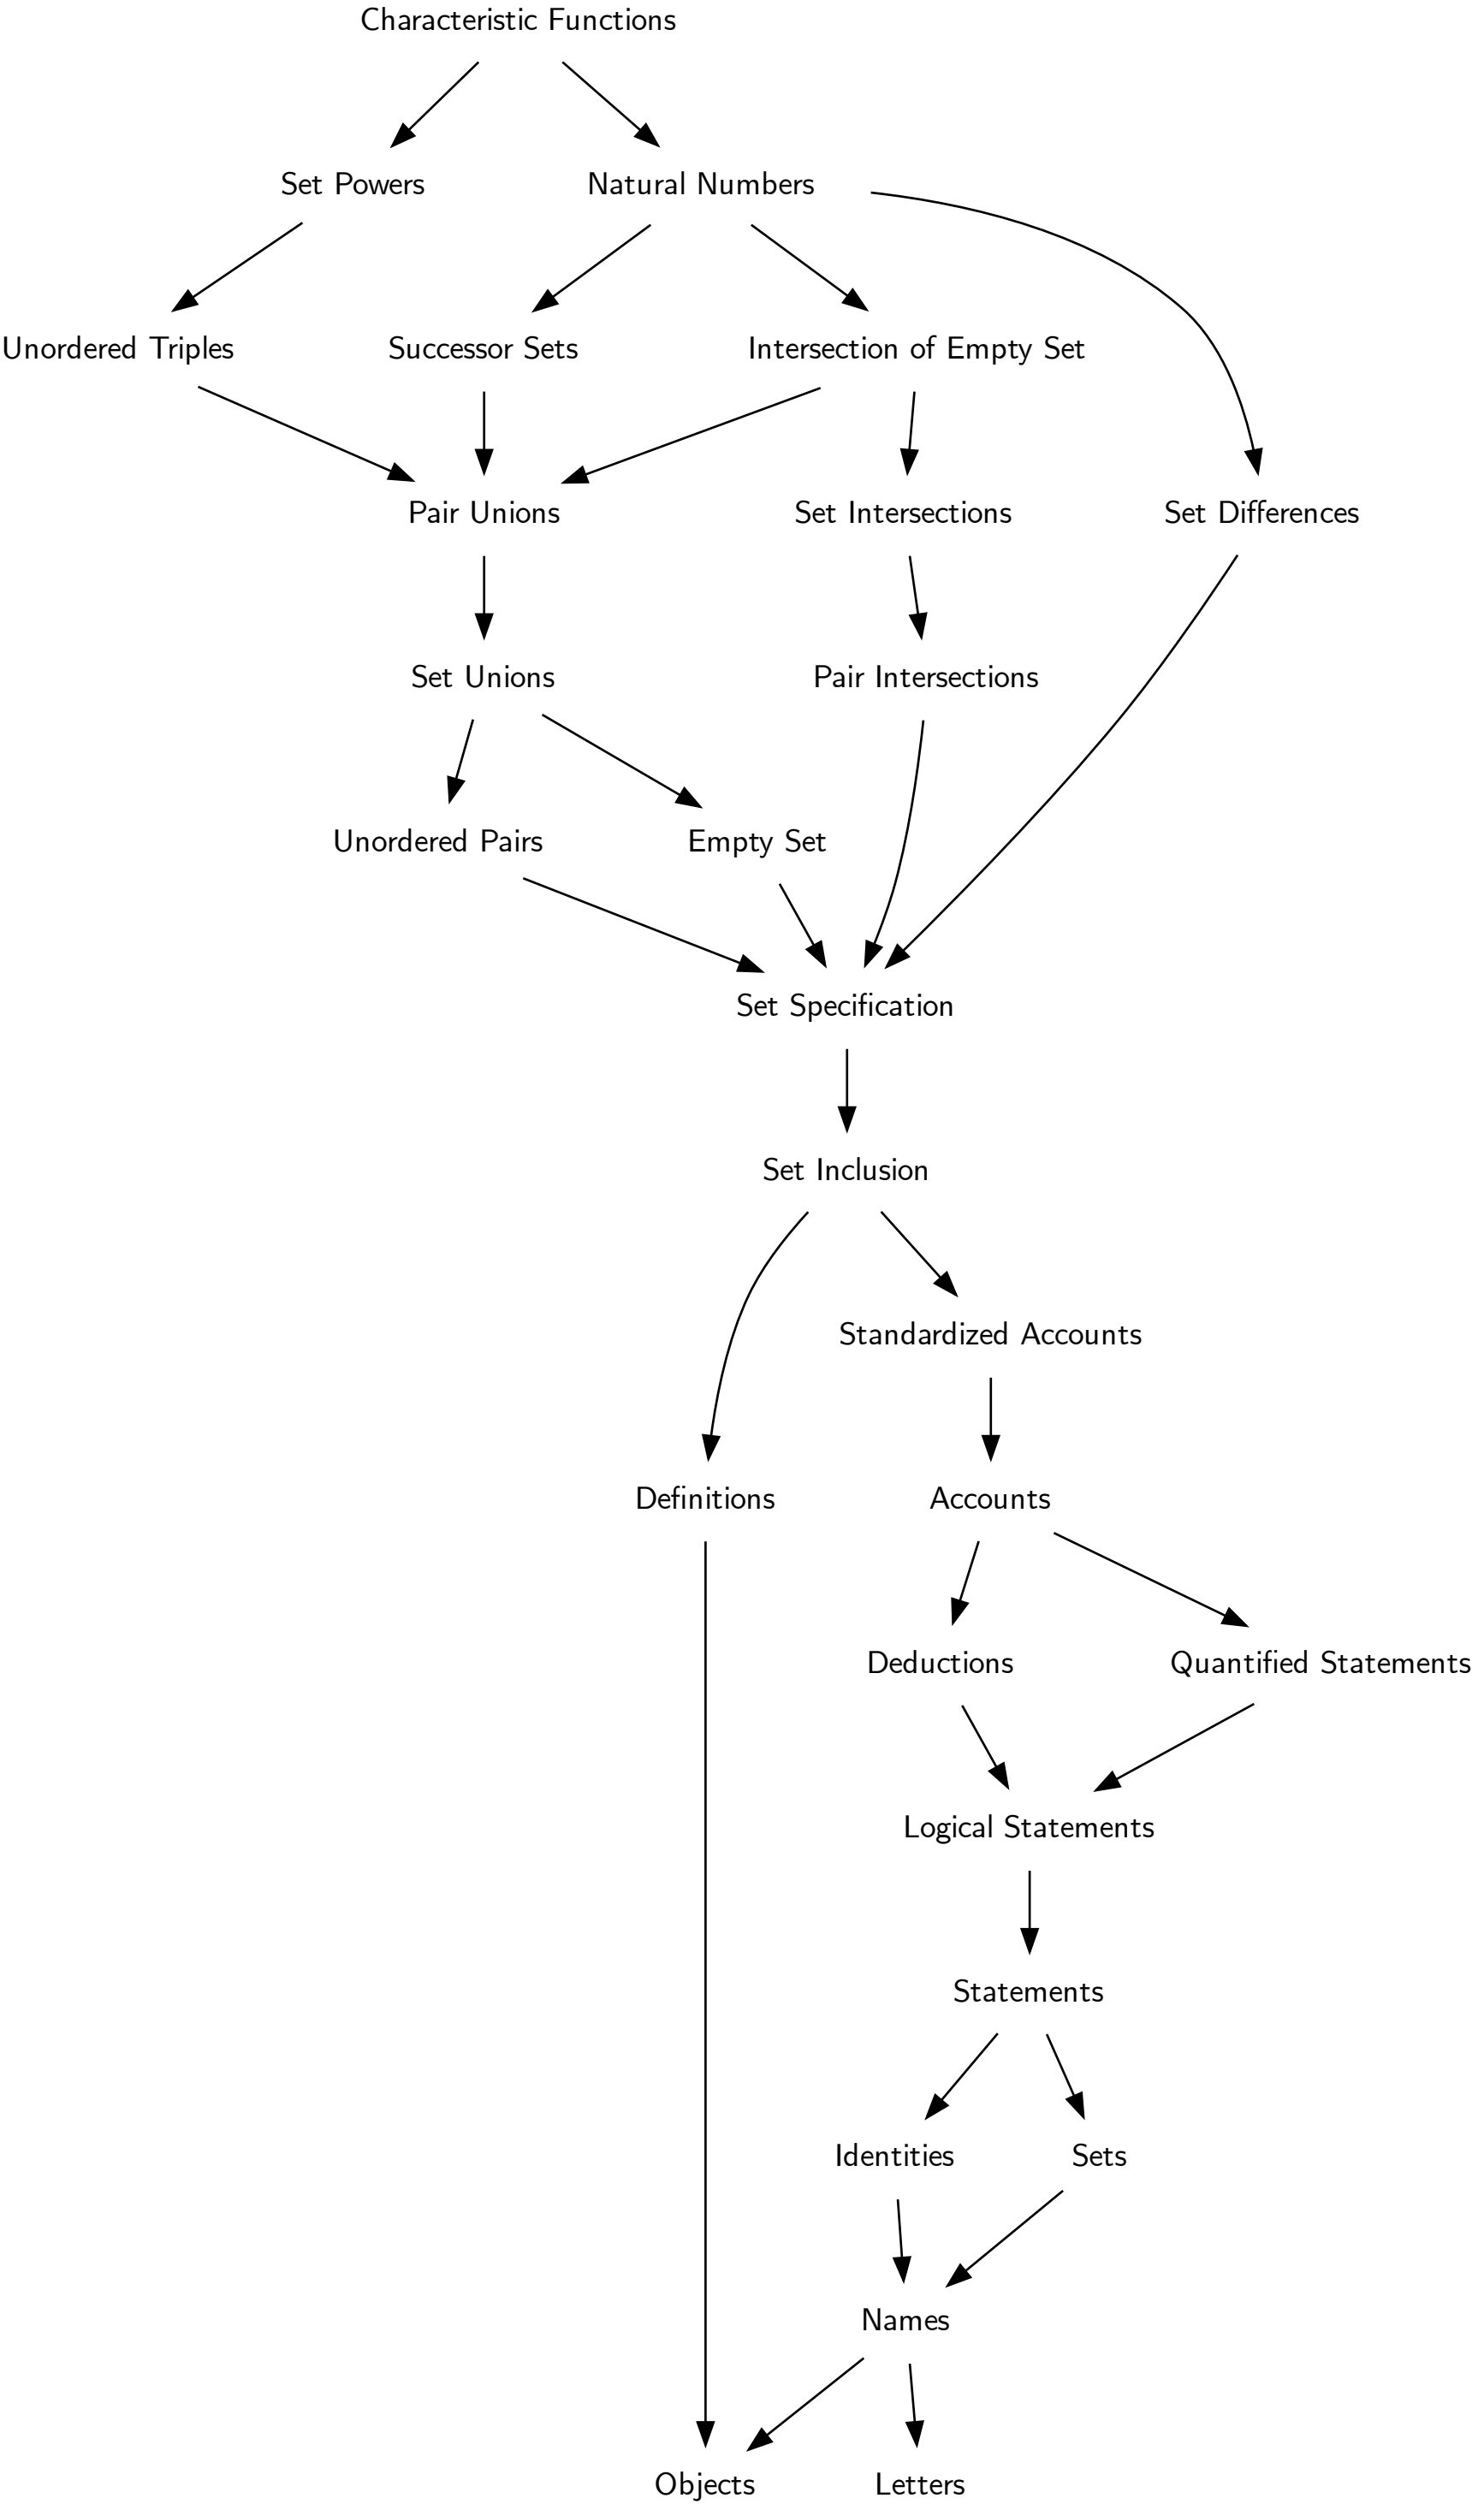 Characteristic Functions
Set Powers
Natural Numbers
Unordered Triples
Successor Sets
Intersection of Empty Set
Pair Unions
Set Intersections
Set Differences
Set Unions
Pair Intersections
Unordered Pairs
Empty Set
Set Specification
Set Inclusion
Standardized Accounts
Definitions
Accounts
Deductions
Quantified Statements
Logical Statements
Statements
Identities
Sets
Names
Objects
Letters